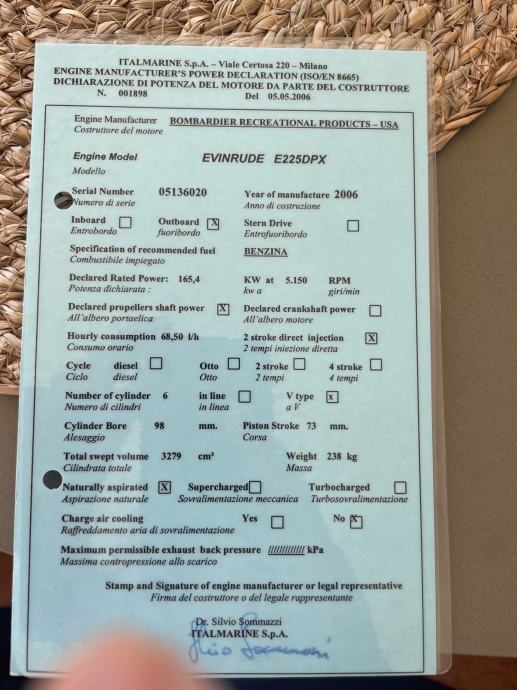 ITALMARINE S.p.A. – Viale Certosa 220 – Milano
ENGINE MANUFACTURER'S POWER DECLARATION (ISO/EN 8665)
DICHIARAZIONE DI POTENZA DEL MOTORE DA PARTE DEL COSTRUTTORE
N. 001898 Del 05.05.2006
Engine Manufacturer BOMBARDIER RECREATIONAL PRODUCTS – USA
Costruttore del motore
Engine Model EVINRUDE E225DPX
Modello
Serial Number 05136020 Year of manufacture 2006
Numero di serie Anno di costruzione
Inboard Outboard X Stern Drive
Entrobordo fuoribordo Entrofuoribordo
Specification of recommended fuel BENZINA
Combustibile impiegato
Declared Rated Power: 165,4 KW at 5.150 RPM
Potenza dichiarata : kw a giri/min
Declared propellers shaft power X Declared crankshaft power
All'albero portaelica All'albero motore
Hourly consumption 68,50 l/h 2 stroke direct injection X
Consumo orario 2 tempi iniezione diretta
Cycle diesel Otto 2 stroke 4 stroke
Ciclo diesel Otto 2 tempi 4 tempi
Number of cylinder 6 in line V type x
Numero di cilindri in linea a V
Cylinder Bore 98 mm. Piston Stroke 73 mm.
Alesaggio Corsa
Total swept volume 3279 cm³ Weight 238 kg
Cilindrata totale Massa
Naturally aspirated X Supercharged Turbocharged
Aspirazione naturale Sovralimentazione meccanica Turbosovralimentazione
Charge air cooling Yes No X
Raffreddamento aria di sovralimentazione
Maximum permissible exhaust back pressure //////////// kPa
Massima contropressione allo scarico
Stamp and Signature of engine manufacturer or legal representative
Firma del costruttore o del legale rappresentante
Dr. Silvio Sommazzi
ITALMARINE S.p.A.